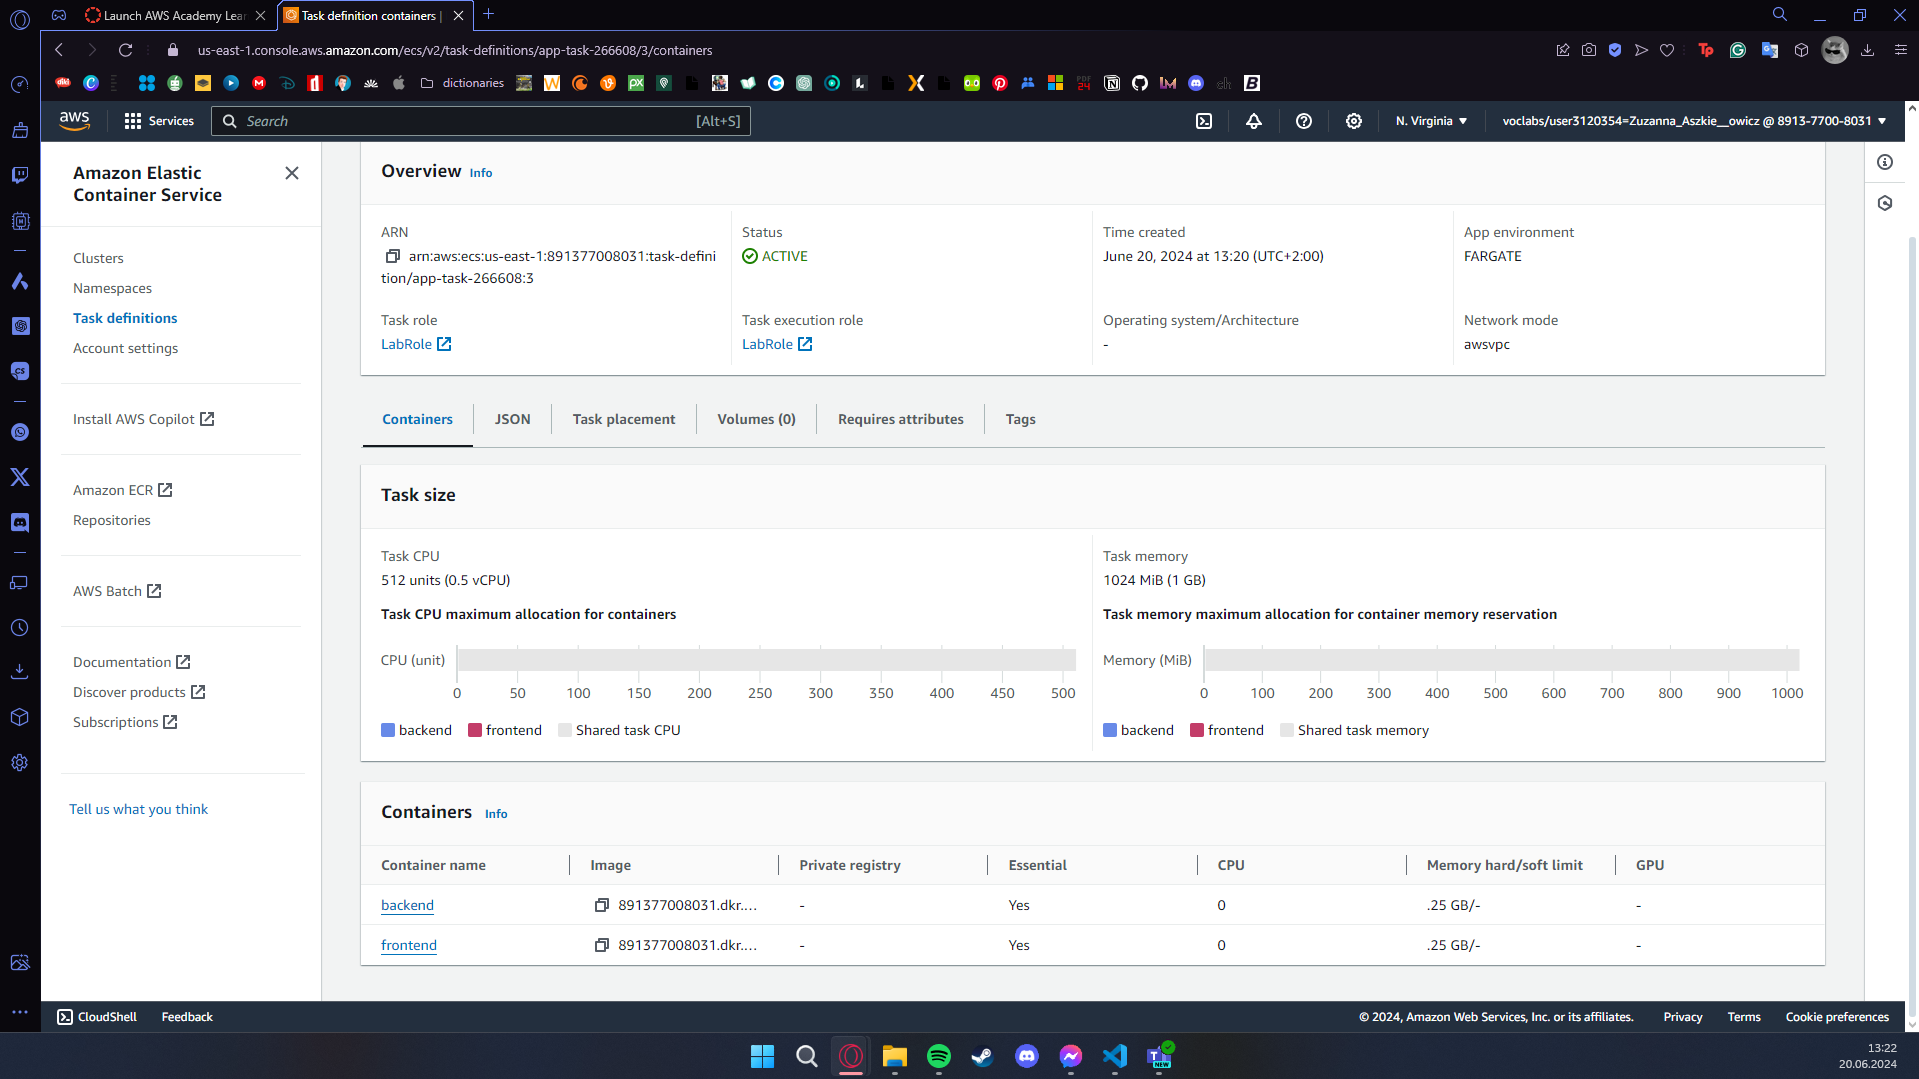 Launch AWS Academy Lear
Task definition containers |
us-east-1.console.aws.amazon.com/ecs/v2/task-definitions/app-task-266608/3/containers
dictionaries
aws
Services
Search
[Alt+S]
N. Virginia
voclabs/user3120354=Zuzanna_Aszkie__owicz @ 8913-7700-8031
Amazon Elastic
Container Service
Clusters
Namespaces
Task definitions
Account settings
Install AWS Copilot
Amazon ECR
Repositories
AWS Batch
Documentation
Discover products
Subscriptions
Tell us what you think
Overview Info
ARN
arn:aws:ecs:us-east-1:891377008031:task-defini
tion/app-task-266608:3
Status
ACTIVE
Time created
June 20, 2024 at 13:20 (UTC+2:00)
App environment
FARGATE
Task role
LabRole
Task execution role
LabRole
Operating system/Architecture
-
Network mode
awsvpc
Containers
JSON
Task placement
Volumes (0)
Requires attributes
Tags
Task size
Task CPU
512 units (0.5 vCPU)
Task CPU maximum allocation for containers
CPU (unit)
0 50 100 150 200 250 300 350 400 450 500
backend frontend Shared task CPU
Task memory
1024 MiB (1 GB)
Task memory maximum allocation for container memory reservation
Memory (MiB)
0 100 200 300 400 500 600 700 800 900 1000
backend frontend Shared task memory
Containers Info
Container name Image Private registry Essential CPU Memory hard/soft limit GPU
backend 891377008031.dkr.... - Yes 0 .25 GB/- -
frontend 891377008031.dkr.... - Yes 0 .25 GB/- -
CloudShell
Feedback
© 2024, Amazon Web Services, Inc. or its affiliates.
Privacy
Terms
Cookie preferences
13:22
20.06.2024